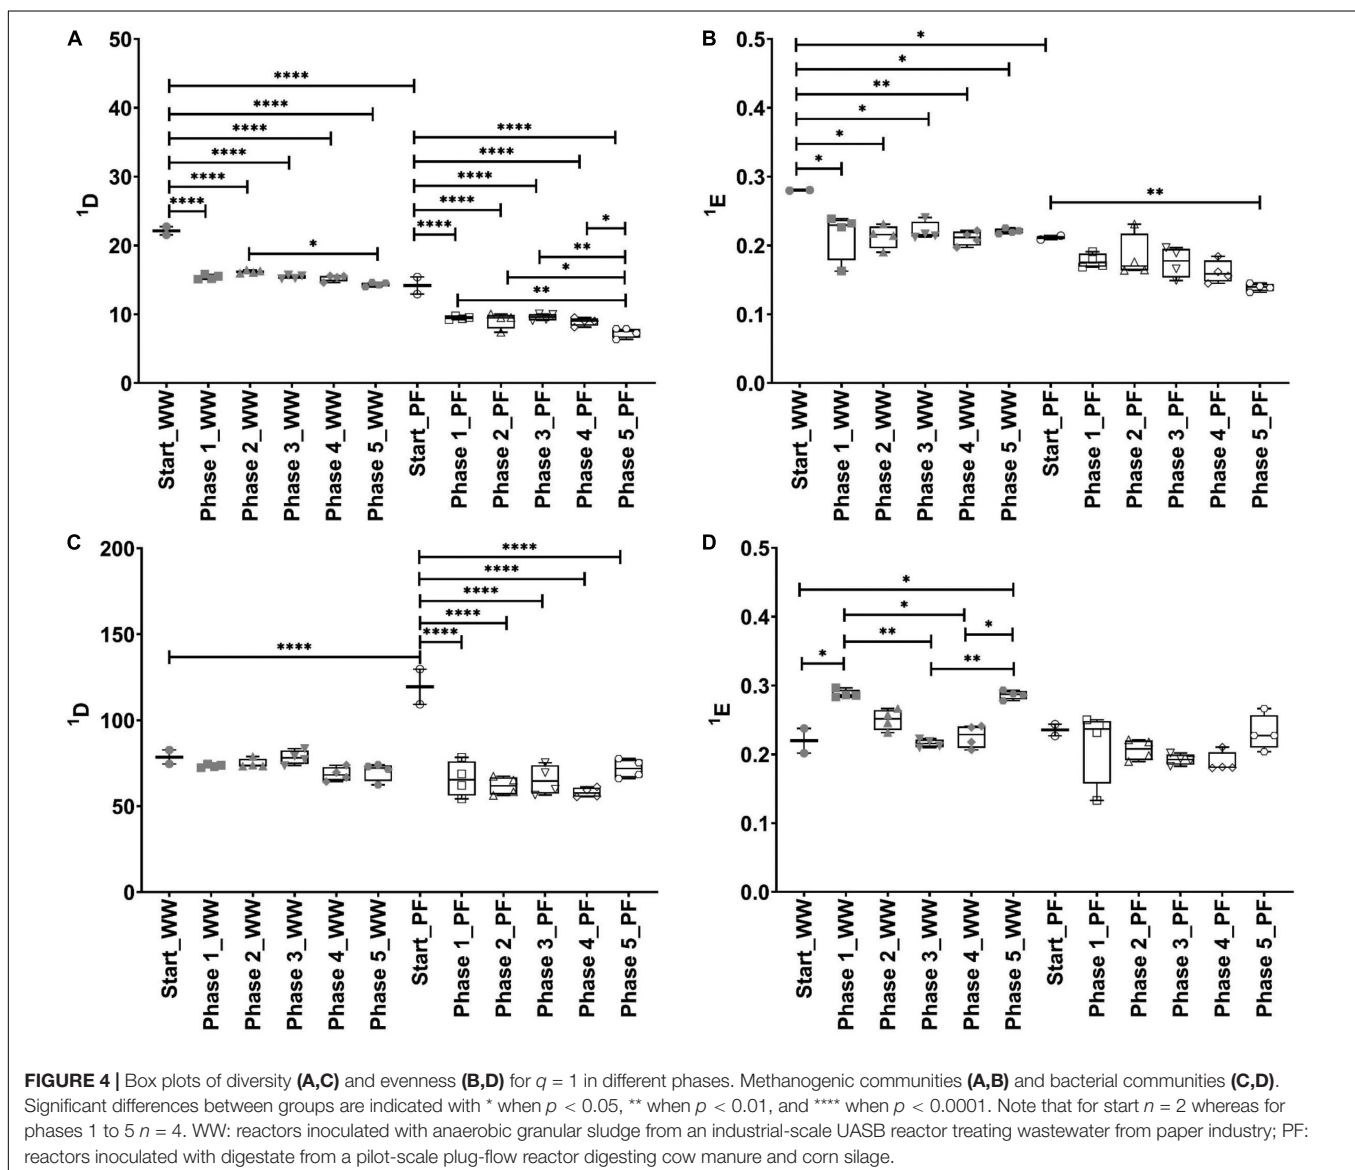 A
50
40
30
20
10
0
¹D
****
****
****
****
****
****
*
****
****
****
****
****
*
**
*
**
Start_WW
Phase 1_WW
Phase 2_WW
Phase 3_WW
Phase 4_WW
Phase 5_WW
Start_PF
Phase 1_PF
Phase 2_PF
Phase 3_PF
Phase 4_PF
Phase 5_PF
B
0.5
0.4
0.3
0.2
0.1
0.0
¹E
*
*
**
*
*
*
**
Start_WW
Phase 1_WW
Phase 2_WW
Phase 3_WW
Phase 4_WW
Phase 5_WW
Start_PF
Phase 1_PF
Phase 2_PF
Phase 3_PF
Phase 4_PF
Phase 5_PF
C
200
150
100
50
0
¹D
****
****
****
****
****
****
Start_WW
Phase 1_WW
Phase 2_WW
Phase 3_WW
Phase 4_WW
Phase 5_WW
Start_PF
Phase 1_PF
Phase 2_PF
Phase 3_PF
Phase 4_PF
Phase 5_PF
D
0.5
0.4
0.3
0.2
0.1
0.0
¹E
*
*
*
**
*
**
Start_WW
Phase 1_WW
Phase 2_WW
Phase 3_WW
Phase 4_WW
Phase 5_WW
Start_PF
Phase 1_PF
Phase 2_PF
Phase 3_PF
Phase 4_PF
Phase 5_PF
FIGURE 4 | Box plots of diversity (A,C) and evenness (B,D) for q = 1 in different phases. Methanogenic communities (A,B) and bacterial communities (C,D).
Significant differences between groups are indicated with * when p < 0.05, ** when p < 0.01, and **** when p < 0.0001. Note that for start n = 2 whereas for
phases 1 to 5 n = 4. WW: reactors inoculated with anaerobic granular sludge from an industrial-scale UASB reactor treating wastewater from paper industry; PF:
reactors inoculated with digestate from a pilot-scale plug-flow reactor digesting cow manure and corn silage.